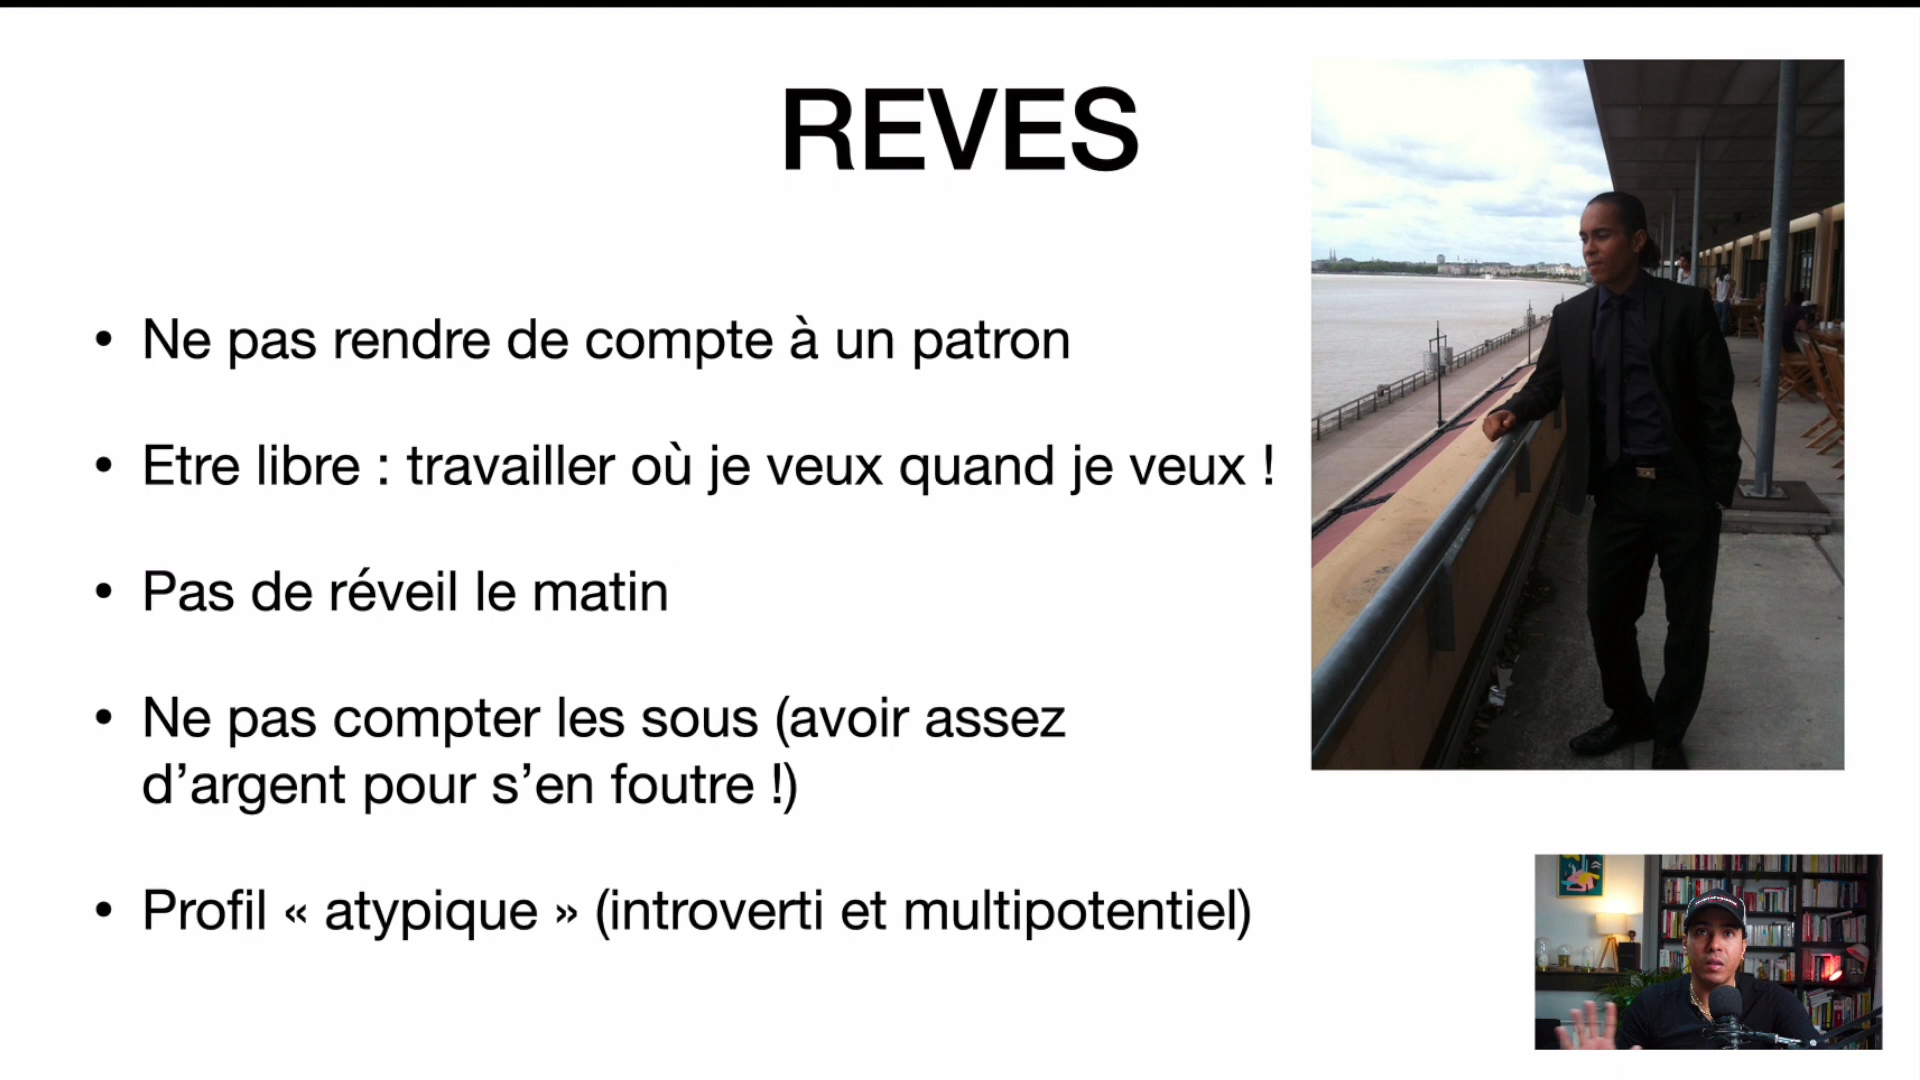 REVES
• Ne pas rendre de compte à un patron
• Etre libre : travailler où je veux quand je veux !
• Pas de réveil le matin
• Ne pas compter les sous (avoir assez
d’argent pour s’en foutre !)
• Profil « atypique » (introverti et multipotentiel)